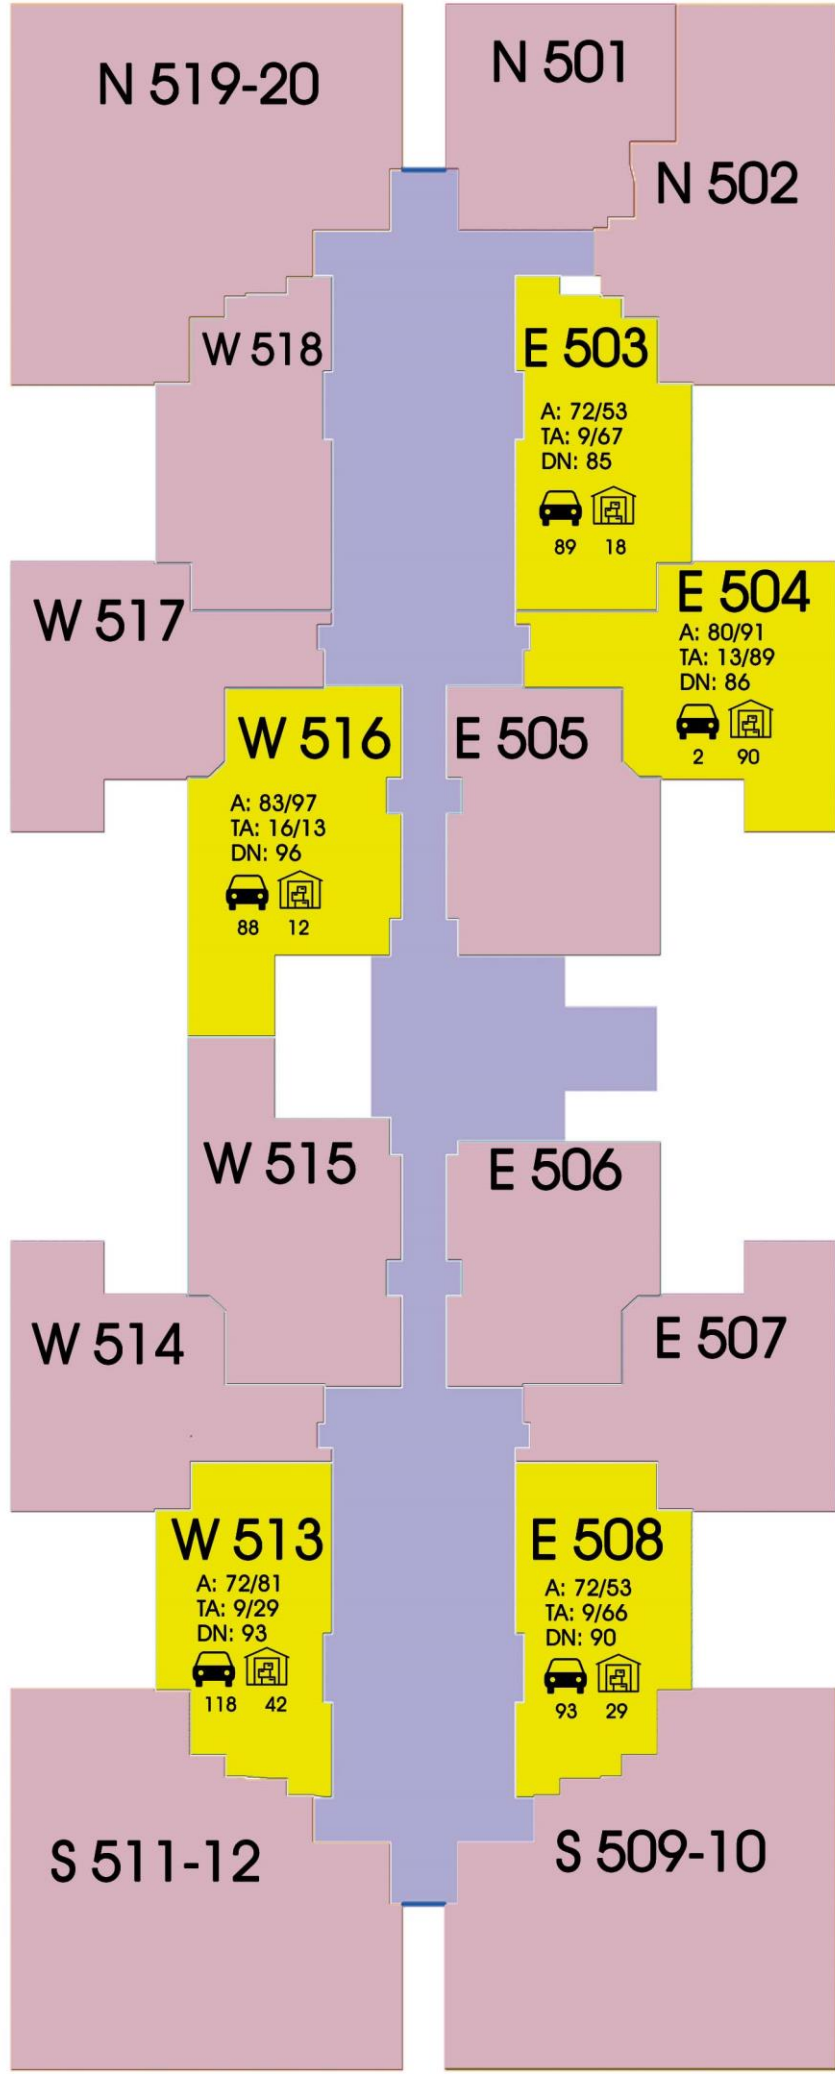 N 519-20
N 501
N 502
W 518
E 503
A: 72/53
TA: 9/67
DN: 85
89 18
W 517
E 504
A: 80/91
TA: 13/89
DN: 86
2 90
W 516
A: 83/97
TA: 16/13
DN: 96
88 12
E 505
W 515
E 506
W 514
E 507
W 513
A: 72/81
TA: 9/29
DN: 93
118 42
E 508
A: 72/53
TA: 9/66
DN: 90
93 29
S 511-12
S 509-10